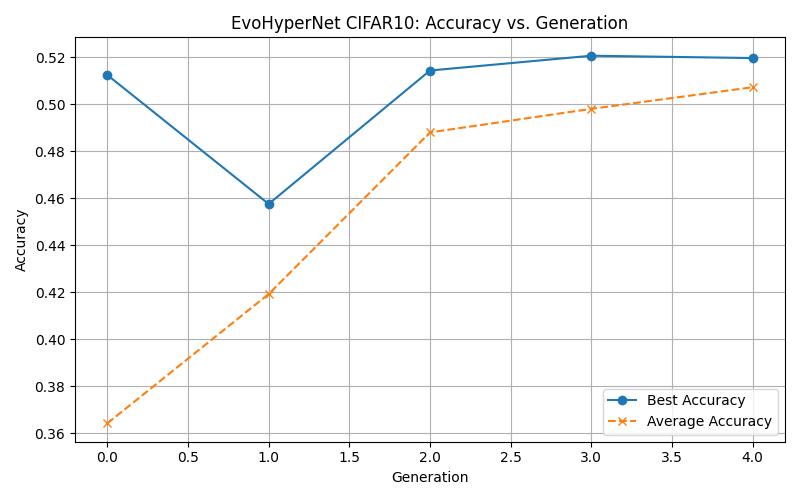 EvoHyperNet CIFAR10: Accuracy vs. Generation
Accuracy
0.52
0.50
0.48
0.46
0.44
0.42
0.40
0.38
0.36
Best Accuracy
Average Accuracy
0.0 0.5 1.0 1.5 2.0 2.5 3.0 3.5 4.0
Generation